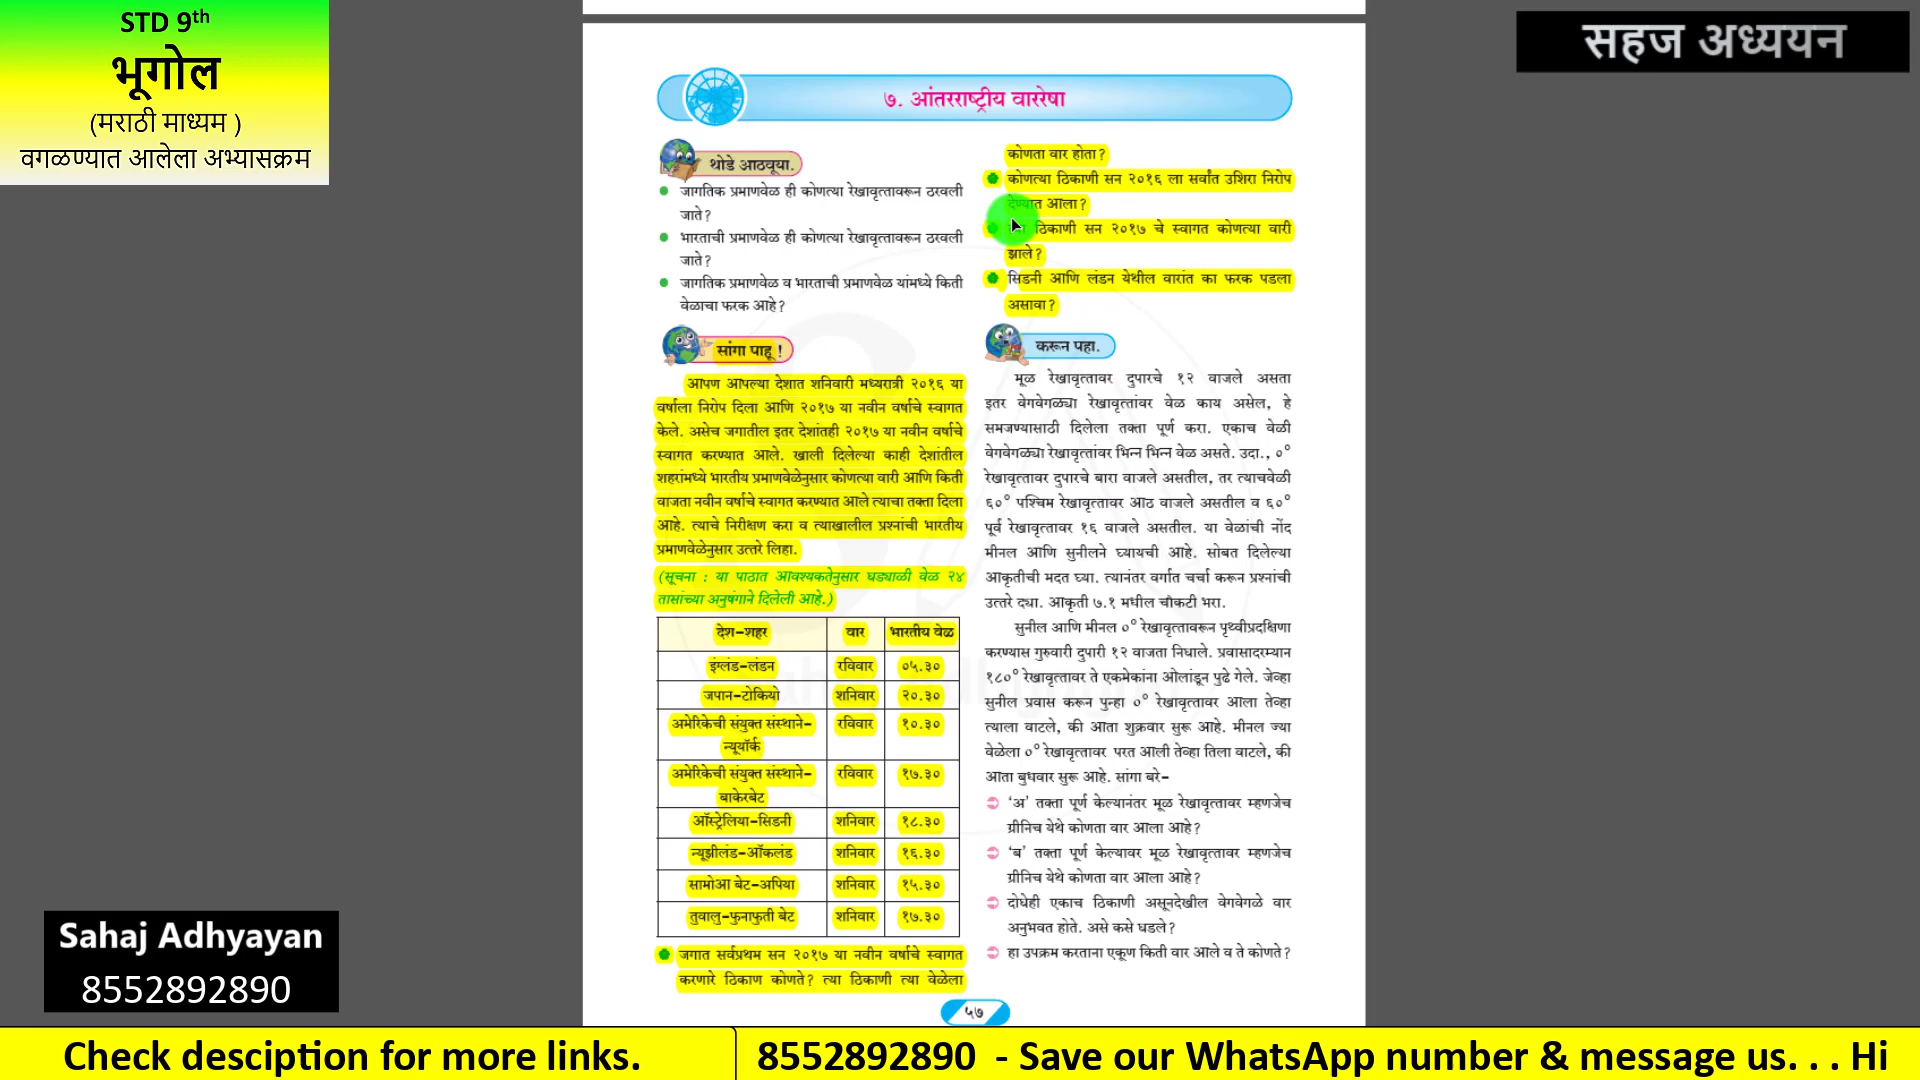 STD 9th
भूगोल
(मराठी माध्यम )
वगळण्यात आलेला अभ्यासक्रम
सहज अध्ययन
७. आंतरराष्ट्रीय वाररेषा
थोडे आठवूया.
जागतिक प्रमाणवेळ ही कोणत्या रेखावृत्तावरून ठरवली
जाते?
भारताची प्रमाणवेळ ही कोणत्या रेखावृत्तावरून ठरवली
जाते?
जागतिक प्रमाणवेळ व भारताची प्रमाणवेळ यांमध्ये किती
वेळाचा फरक आहे?
सांगा पाहू !
आपण आपल्या देशात शनिवारी मध्यरात्री २०१६ या
वर्षाला निरोप दिला आणि २०१७ या नवीन वर्षाचे स्वागत
केले. असेच जगातील इतर देशांतही २०१७ या नवीन वर्षाचे
स्वागत करण्यात आले. खाली दिलेल्या काही देशांतील
शहरांमध्ये भारतीय प्रमाणवेळेनुसार कोणत्या वारी आणि किती
वाजता नवीन वर्षाचे स्वागत करण्यात आले त्याचा तक्ता दिला
आहे. त्याचे निरीक्षण करा व त्याखालील प्रश्नांची भारतीय
प्रमाणवेळेनुसार उत्तरे लिहा.
(सूचना : या पाठात आवश्यकतेनुसार घड्याळी वेळ २४
तासांच्या अनुषंगाने दिलेली आहे.)
देश-शहर वार भारतीय वेळ
इंग्लंड-लंडन रविवार ०५.३०
जपान-टोकियो शनिवार २०.३०
अमेरिकेची संयुक्त संस्थाने- रविवार १०.३०
न्यूयॉर्क
अमेरिकेची संयुक्त संस्थाने- रविवार १७.३०
बाकेरबेट
ऑस्ट्रेलिया-सिडनी शनिवार १८.३०
न्यूझीलंड-ऑकलंड शनिवार १६.३०
सामोआ बेट-अपिया शनिवार १५.३०
तुवालु-फुनाफुती बेट शनिवार १७.३०
जगात सर्वप्रथम सन २०१७ या नवीन वर्षाचे स्वागत
करणारे ठिकाण कोणते? त्या ठिकाणी त्या वेळेला
कोणता वार होता?
कोणत्या ठिकाणी सन २०१६ ला सर्वांत उशिरा निरोप
देण्यात आला?
ठिकाणी सन २०१७ चे स्वागत कोणत्या वारी
झाले?
सिडनी आणि लंडन येथील वारांत का फरक पडला
असावा?
करून पहा.
मूळ रेखावृत्तावर दुपारचे १२ वाजले असता
इतर वेगवेगळ्या रेखावृत्तांवर वेळ काय असेल, हे
समजण्यासाठी दिलेला तक्ता पूर्ण करा. एकाच वेळी
वेगवेगळ्या रेखावृत्तांवर भिन्न भिन्न वेळ असते. उदा., ०°
रेखावृत्तावर दुपारचे बारा वाजले असतील, तर त्याचवेळी
६०° पश्चिम रेखावृत्तावर आठ वाजले असतील व ६०°
पूर्व रेखावृत्तावर १६ वाजले असतील. या वेळांची नोंद
मीनल आणि सुनीलने घ्यायची आहे. सोबत दिलेल्या
आकृतीची मदत घ्या. त्यानंतर वर्गात चर्चा करून प्रश्नांची
उत्तरे द्या. आकृती ७.१ मधील चौकटी भरा.
सुनील आणि मीनल ०° रेखावृत्तावरून पृथ्वीप्रदक्षिणा
करण्यास गुरुवारी दुपारी १२ वाजता निघाले. प्रवासादरम्यान
१८०° रेखावृत्तावर ते एकमेकांना ओलांडून पुढे गेले. जेव्हा
सुनील प्रवास करून पुन्हा ०° रेखावृत्तावर आला तेव्हा
त्याला वाटले, की आता शुक्रवार सुरू आहे. मीनल ज्या
वेळेला ०° रेखावृत्तावर परत आली तेव्हा तिला वाटले, की
आता बुधवार सुरू आहे. सांगा बरे-
'अ' तक्ता पूर्ण केल्यानंतर मूळ रेखावृत्तावर म्हणजेच
ग्रीनिच येथे कोणता वार आला आहे?
'ब' तक्ता पूर्ण केल्यावर मूळ रेखावृत्तावर म्हणजेच
ग्रीनिच येथे कोणता वार आला आहे?
दोघेही एकाच ठिकाणी असूनदेखील वेगवेगळे वार
अनुभवत होते. असे कसे घडले?
हा उपक्रम करताना एकूण किती वार आले व ते कोणते?
५७
Sahaj Adhyayan
8552892890
Check desciption for more links.
8552892890 - Save our WhatsApp number & message us. . . Hi